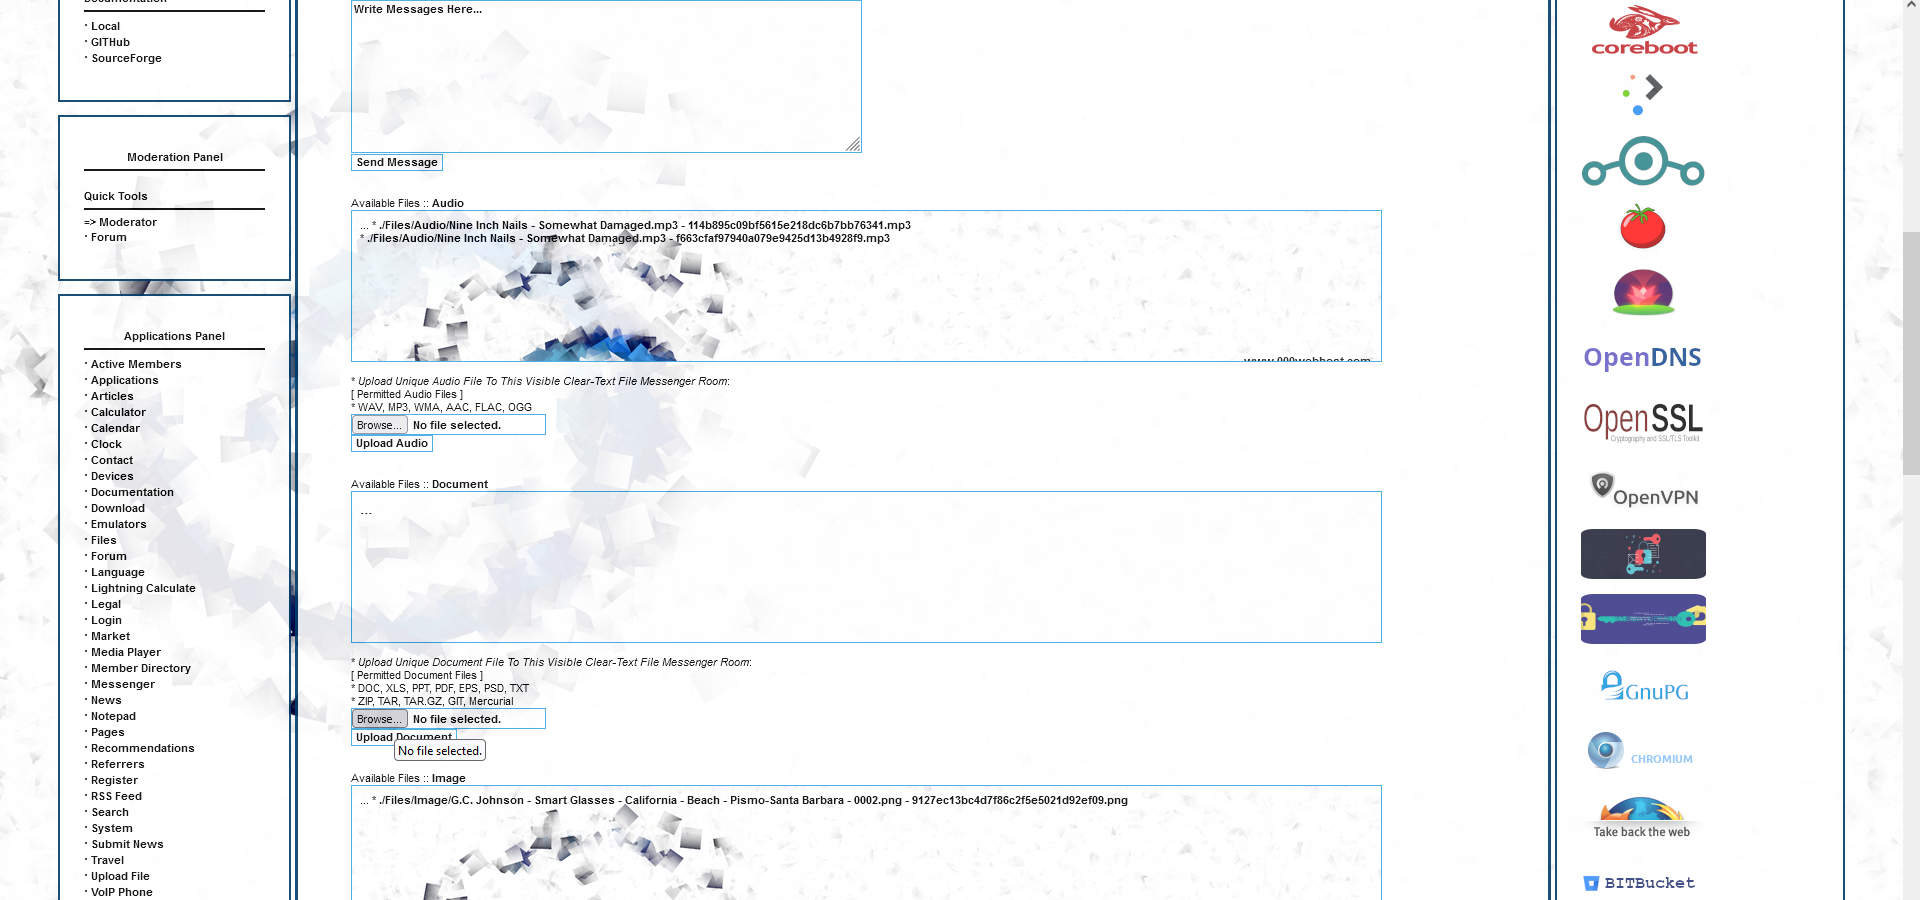 Documentation
· Local
· GITHub
· SourceForge
Moderation Panel
Quick Tools
=> Moderator
· Forum
Applications Panel
· Active Members
· Applications
· Articles
· Calculator
· Calendar
· Clock
· Contact
· Devices
· Documentation
· Download
· Emulators
· Files
· Forum
· Language
· Lightning Calculate
· Legal
· Login
· Market
· Media Player
· Member Directory
· Messenger
· News
· Notepad
· Pages
· Recommendations
· Referrers
· Register
· RSS Feed
· Search
· System
· Submit News
· Travel
· Upload File
· VoIP Phone
Write Messages Here...
Send Message
Available Files :: Audio
... * ./Files/Audio/Nine Inch Nails - Somewhat Damaged.mp3 - 114b895c09bf5615e218dc6b7bb76341.mp3
* ./Files/Audio/Nine Inch Nails - Somewhat Damaged.mp3 - f663cfaf97940a079e9425d13b4928f9.mp3
www.000webhost.com
* Upload Unique Audio File To This Visible Clear-Text File Messenger Room:
[ Permitted Audio Files ]
* WAV, MP3, WMA, AAC, FLAC, OGG
Browse... No file selected.
Upload Audio
Available Files :: Document
...
* Upload Unique Document File To This Visible Clear-Text File Messenger Room:
[ Permitted Document Files ]
* DOC, XLS, PPT, PDF, EPS, PSD, TXT
* ZIP, TAR, TAR.GZ, GIT, Mercurial
Browse... No file selected.
Upload Document
No file selected.
Available Files :: Image
... * ./Files/Image/G.C. Johnson - Smart Glasses - California - Beach - Pismo-Santa Barbara - 0002.png - 9127ec13bc4d7f86c2f5e5021d92ef09.png
coreboot
OpenDNS
OpenSSL
Cryptography and SSL/TLS Toolkit
OpenVPN
GnuPG
CHROMIUM
Take back the web
BITBucket